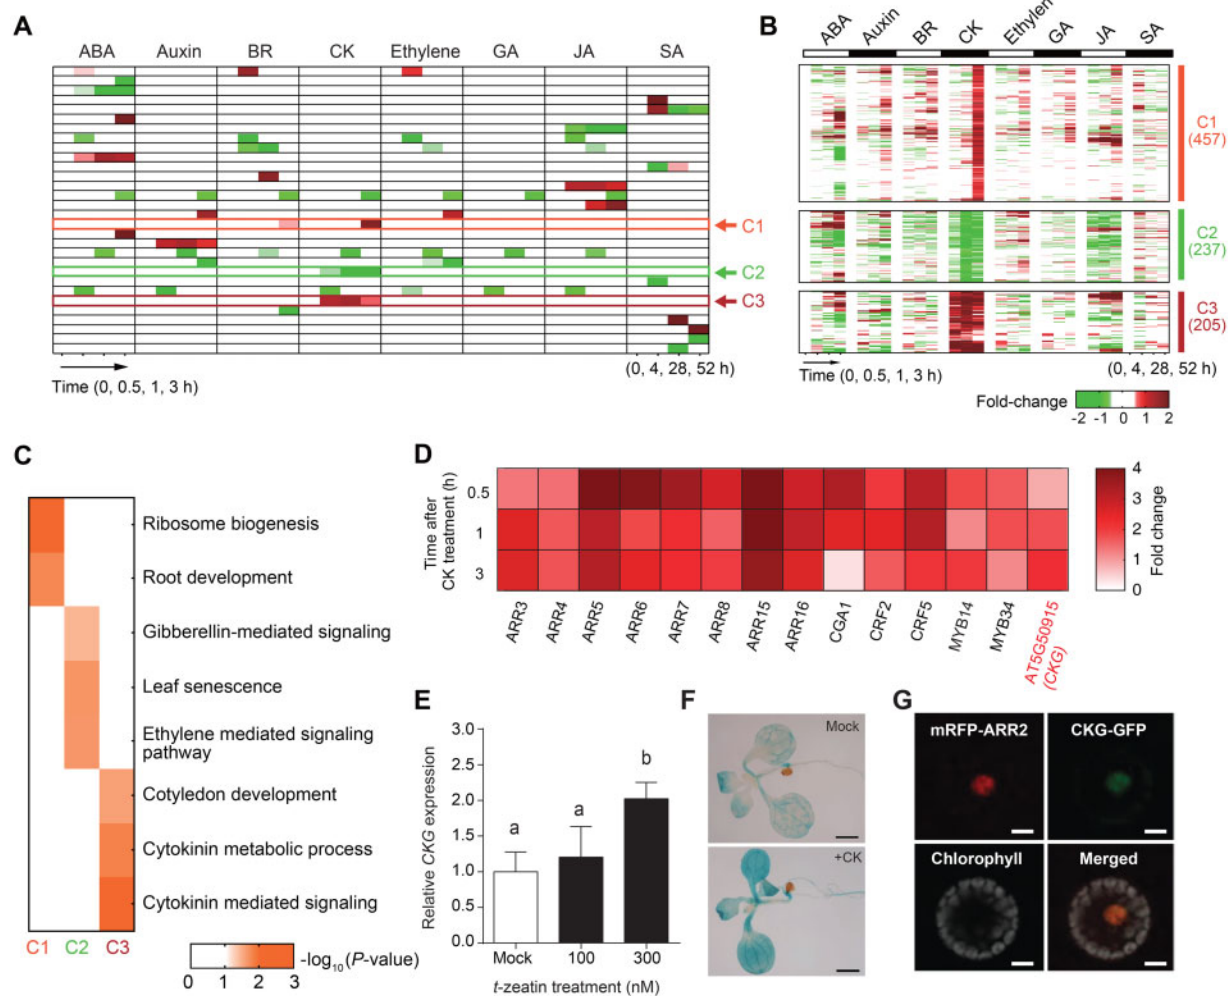 A
ABA Auxin BR CK Ethylene GA JA SA
C1
C2
C3
Time (0, 0.5, 1, 3 h)
(0, 4, 28, 52 h)
B
ABA Auxin BR CK Ethylen GA JA SA
C1
(457)
C2
(237)
C3
(205)
Time (0, 0.5, 1, 3 h)
(0, 4, 28, 52 h)
Fold-change
-2 -1 0 1 2
C
Ribosome biogenesis
Root development
Gibberellin-mediated signaling
Leaf senescence
Ethylene mediated signaling
pathway
Cotyledon development
Cytokinin metabolic process
Cytokinin mediated signaling
C1 C2 C3
0 1 2 3
-log10(P-value)
D
Time after
CK treatment (h)
0.5
1
3
ARR3 ARR4 ARR5 ARR6 ARR7 ARR8 ARR15 ARR16 CGA1 CRF2 CRF5 MYB14 MYB34 AT5G50915
(CKG)
4
3
2
1
0
Fold change
E
Relative CKG expression
3.0
2.5
2.0
1.5
1.0
0.5
0.0
a a b
Mock 100 300
t-zeatin treatment (nM)
F
Mock
+CK
G
mRFP-ARR2 CKG-GFP
Chlorophyll Merged